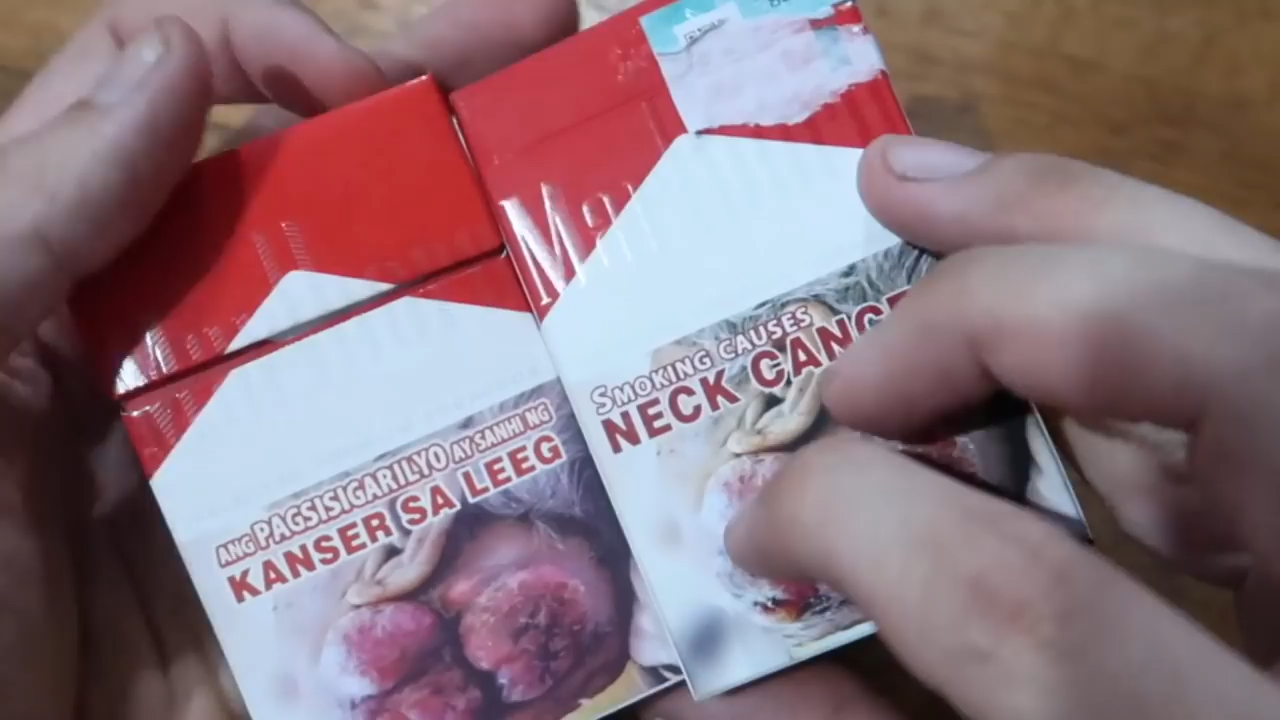 ANG PAGSISIGARILYO AY SANHI NG
KANSER SA LEEG
SMOKING CAUSES
NECK